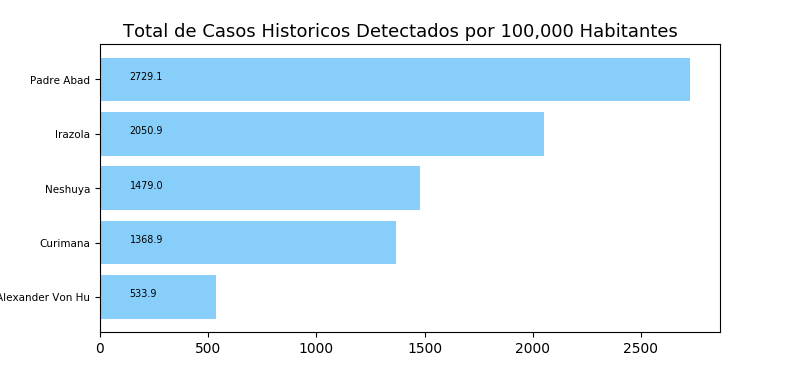 Total de Casos Historicos Detectados por 100,000 Habitantes
Padre Abad
2729.1
Irazola
2050.9
Neshuya
1479.0
Curimana
1368.9
Alexander Von Hu
533.9
0 500 1000 1500 2000 2500